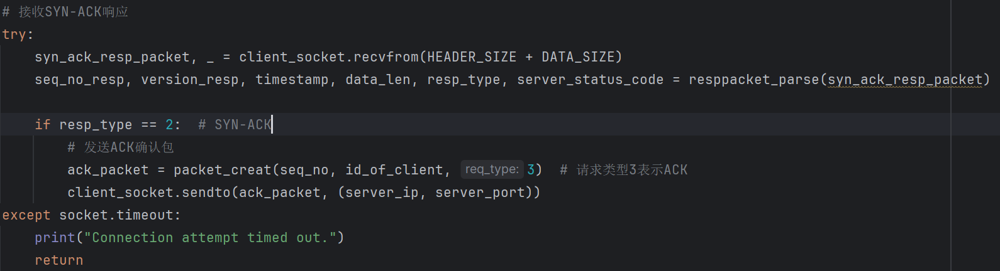 # 接收SYN-ACK响应
try:
    syn_ack_resp_packet, _ = client_socket.recvfrom(HEADER_SIZE + DATA_SIZE)
    seq_no_resp, version_resp, timestamp, data_len, resp_type, server_status_code = resppacket_parse(syn_ack_resp_packet)
    if resp_type == 2:  # SYN-ACK
        # 发送ACK确认包
        ack_packet = packet_creat(seq_no, id_of_client, req_type: 3)  # 请求类型3表示ACK
        client_socket.sendto(ack_packet, (server_ip, server_port))
except socket.timeout:
    print("Connection attempt timed out.")
    return